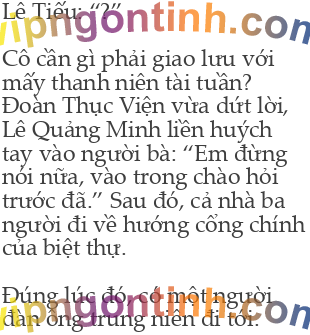 Lê Tiếu: “?”
vipngontinh.com
Cô cần gì phải giao lưu với
mấy thanh niên tài tuần?
Đoàn Thục Viện vừa dứt lời,
Lê Quảng Minh liền huých
tay vào người bà: “Em đừng
nói nữa, vào trong chào hỏi
trước đã.” Sau đó, cả nhà ba
người đi về hướng cổng chính
của biệt thự.
Đúng lúc đó, có một người
vipngontinh.com
đàn ông trung niên đi tới.